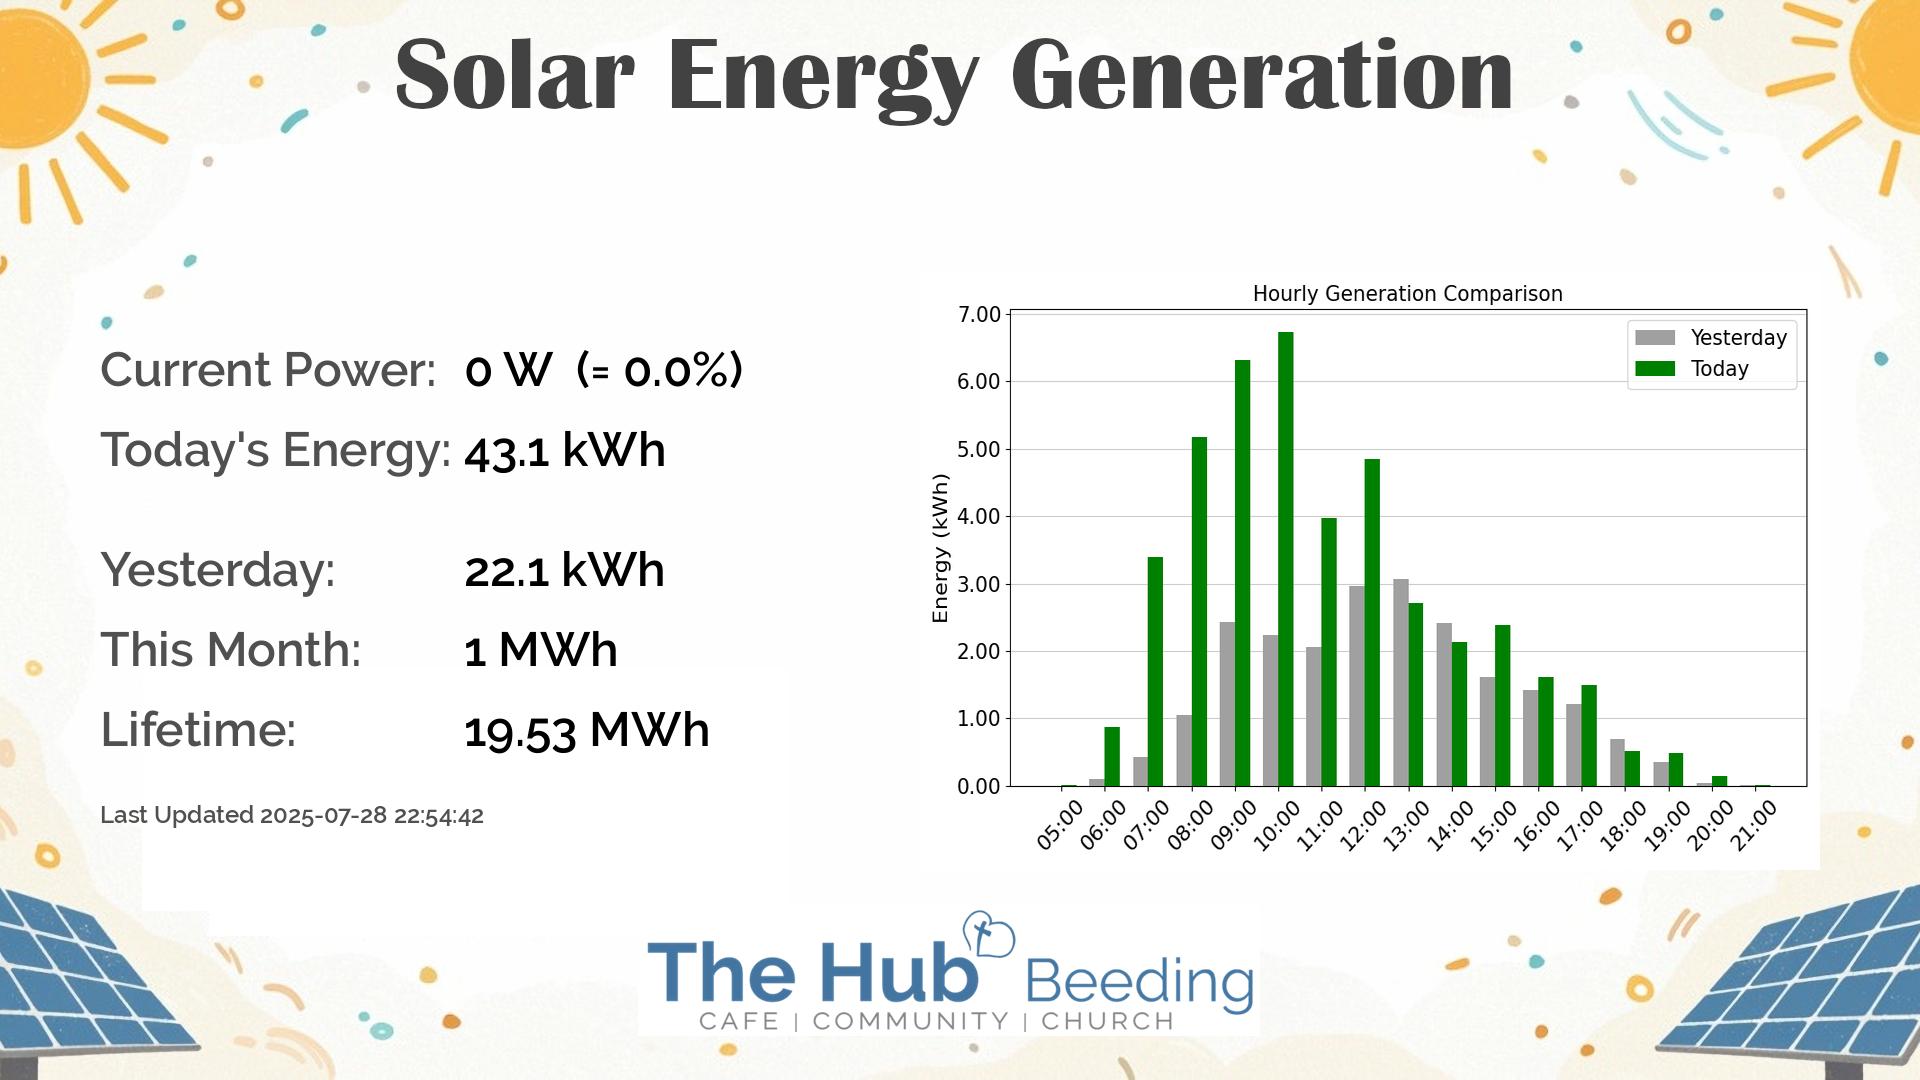 Solar Energy Generation
Current Power: 0 W (= 0.0%)
Today's Energy: 43.1 kWh
Yesterday: 22.1 kWh
This Month: 1 MWh
Lifetime: 19.53 MWh
Last Updated 2025-07-28 22:54:42
Hourly Generation Comparison
Yesterday
Today
Energy (kWh)
7.00
6.00
5.00
4.00
3.00
2.00
1.00
0.00
05:00 06:00 07:00 08:00 09:00 10:00 11:00 12:00 13:00 14:00 15:00 16:00 17:00 18:00 19:00 20:00 21:00
The Hub Beeding
CAFE | COMMUNITY | CHURCH